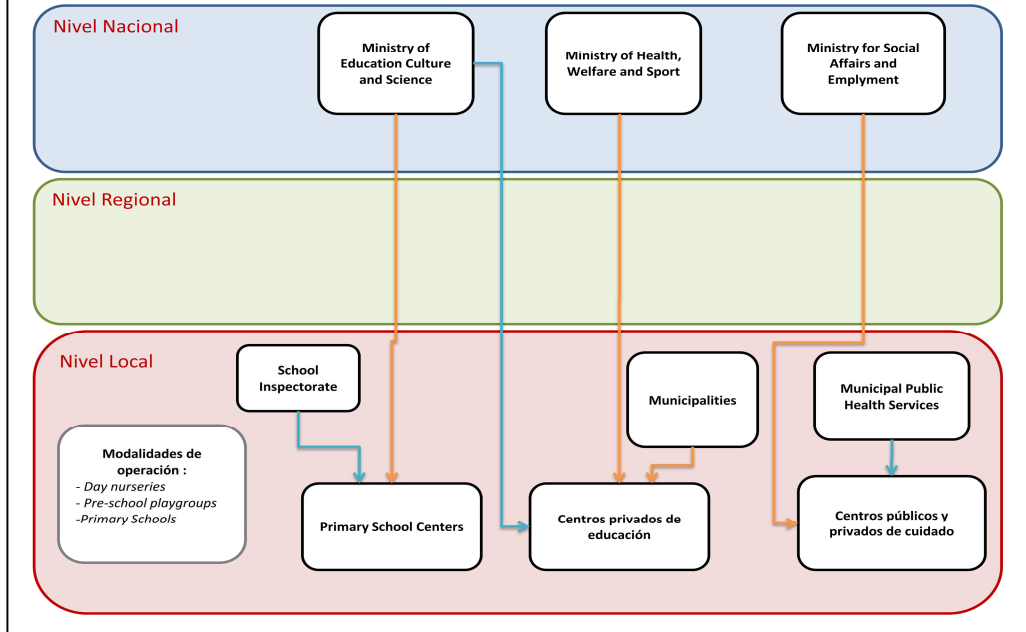 Nivel Nacional
Ministry of
Education Culture
and Science
Ministry of Health,
Welfare and Sport
Ministry for Social
Affairs and
Emplyment
Nivel Regional
Nivel Local
School
Inspectorate
Municipalities
Municipal Public
Health Services
Modalidades de
operación :
- Day nurseries
- Pre-school playgroups
-Primary Schools
Primary School Centers
Centros privados de
educación
Centros públicos y
privados de cuidado